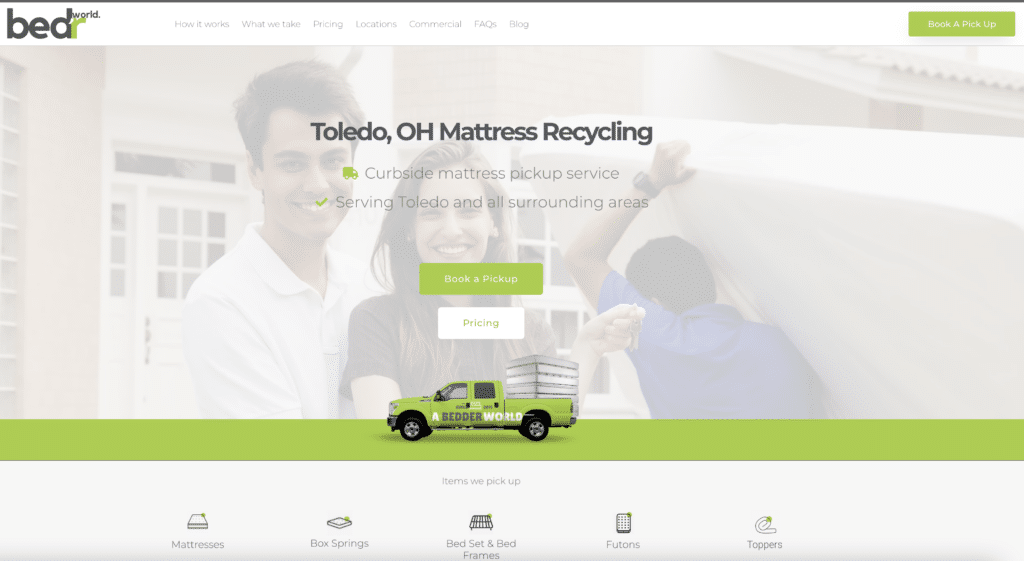 bedr world.
How it works What we take Pricing Locations Commercial FAQs Blog
Book A Pick Up
Toledo, OH Mattress Recycling
Curbside mattress pickup service
Serving Toledo and all surrounding areas
Book a Pickup
Pricing
A BEDDER WORLD
Items we pick up
Mattresses
Box Springs
Bed Set & Bed
Frames
Futons
Toppers